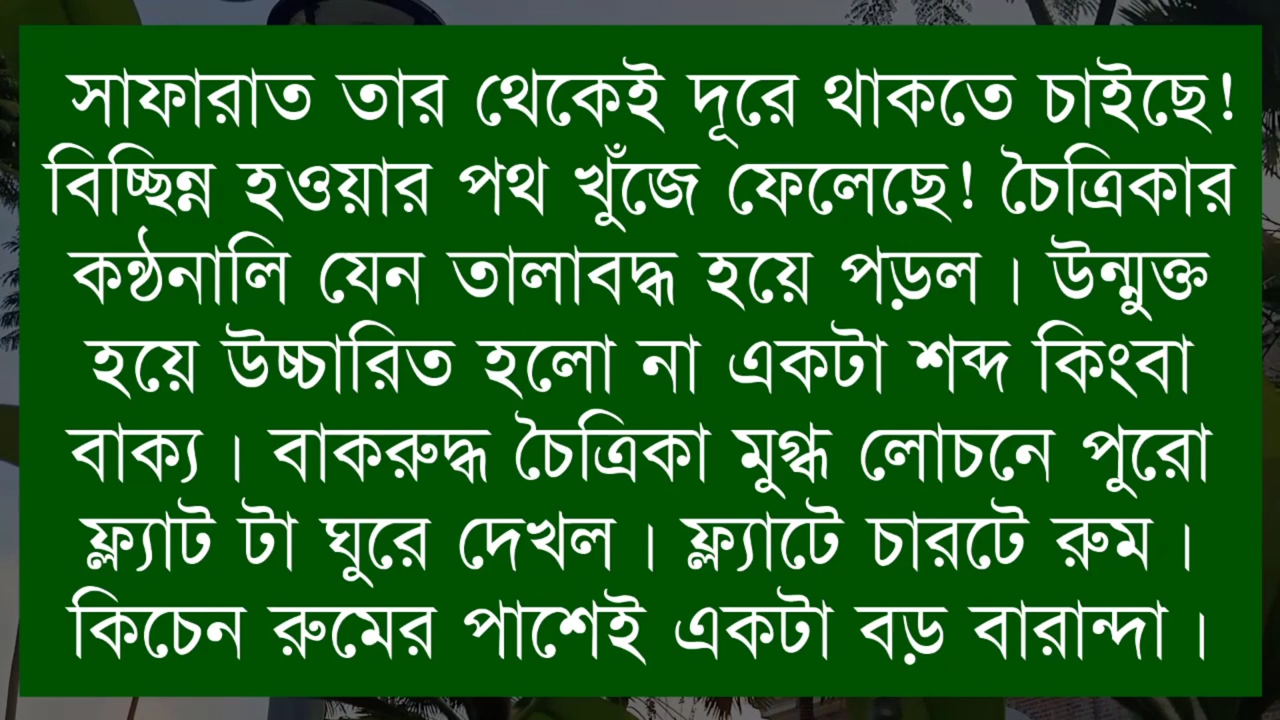 সাফারাত তার থেকেই দূরে থাকতে চাইছে!
বিচ্ছিন্ন হওয়ার পথ খুঁজে ফেলেছে! চৈত্রিকার
কন্ঠনালি যেন তালাবদ্ধ হয়ে পড়ল। উন্মুক্ত
হয়ে উচ্চারিত হলো না একটা শব্দ কিংবা
বাক্য। বাকরুদ্ধ চৈত্রিকা মুগ্ধ লোচনে পুরো
ফ্ল্যাট টা ঘুরে দেখল। ফ্ল্যাটে চারটে রুম।
কিচেন রুমের পাশেই একটা বড় বারান্দা।